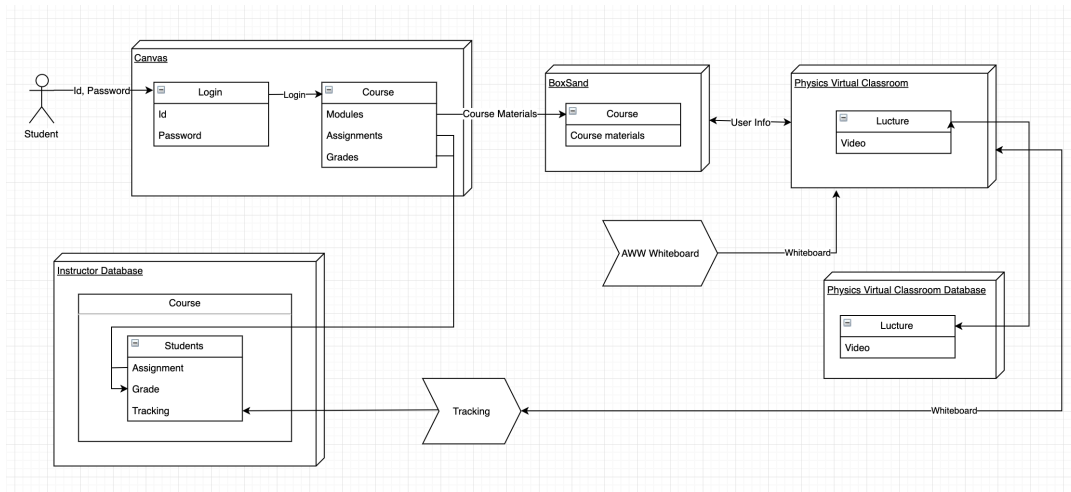 Canvas
Login
Id
Password
Course
Modules
Assignments
Grades
Id, Password
Login
Student
Course Materials
BoxSand
Course
Course materials
User Info
Physics Virtual Classroom
Lucture
Video
AWW Whiteboard
Whiteboard
Physics Virtual Classroom Database
Lucture
Video
Instructor Database
Course
Students
Assignment
Grade
Tracking
Tracking
Whiteboard